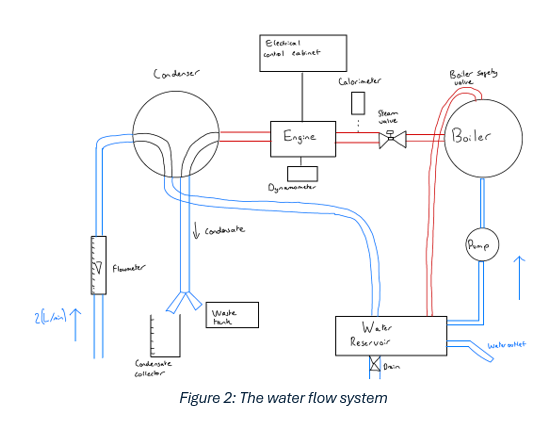 Electrical
control cabinet
Condenser
Calorimeter
Boiler safety
valve
Steam
valve
Engine
Boiler
Dynamometer
Condensate
Pump
Flowmeter
2(L/min)
Waste
tank
Water
Reservoir
Water outlet
Condensate
collector
Drain
Figure 2: The water flow system